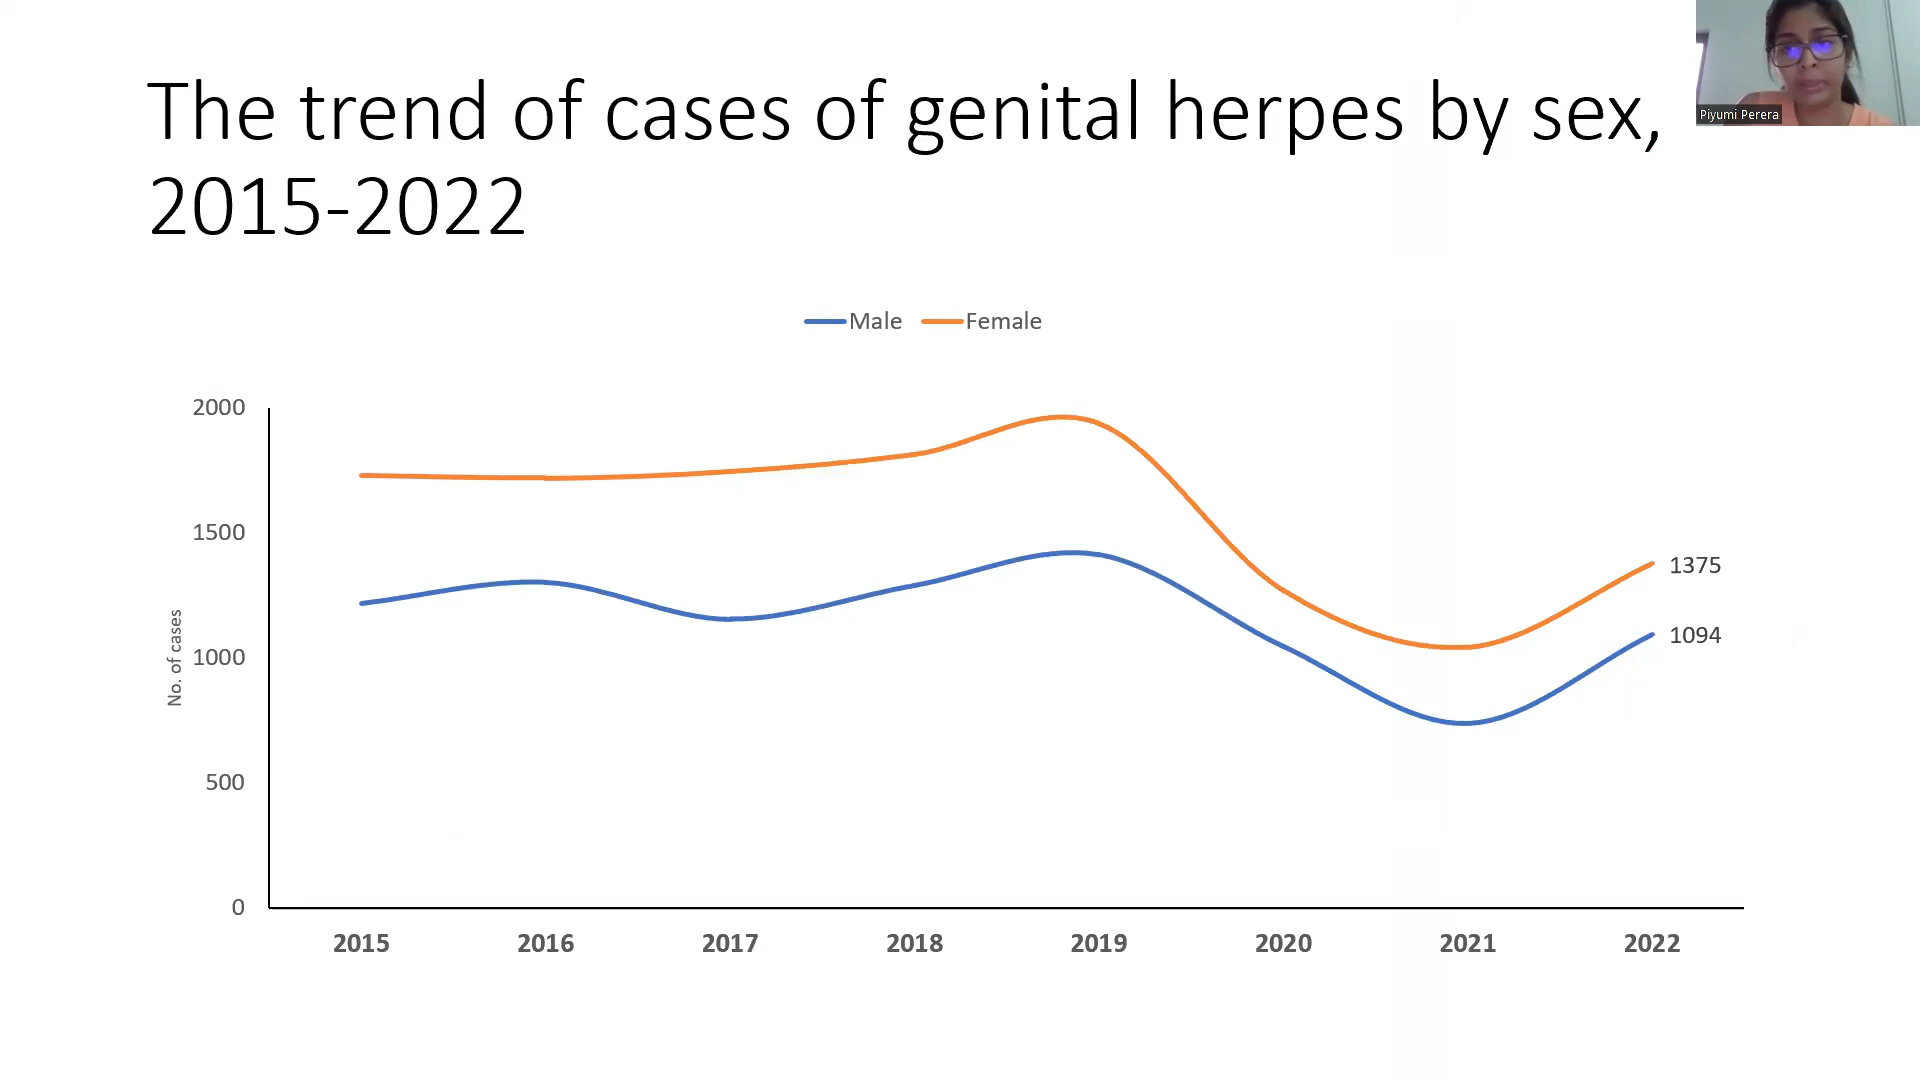 The trend of cases of genital herpes by sex,
2015-2022
Piyumi Perera
Male Female
2000
1500
1000
500
0
No. of cases
1375
1094
2015 2016 2017 2018 2019 2020 2021 2022